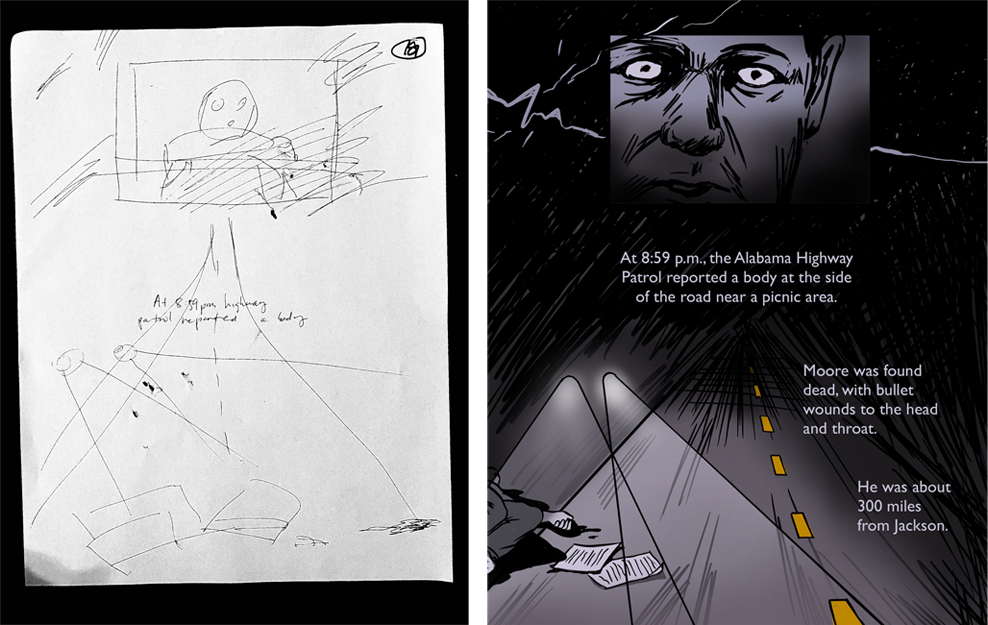 At 8:59 p.m. highway
patrol reported a body
At 8:59 p.m., the Alabama Highway
Patrol reported a body at the side
of the road near a picnic area.
Moore was found
dead, with bullet
wounds to the head
and throat.
He was about
300 miles
from Jackson.